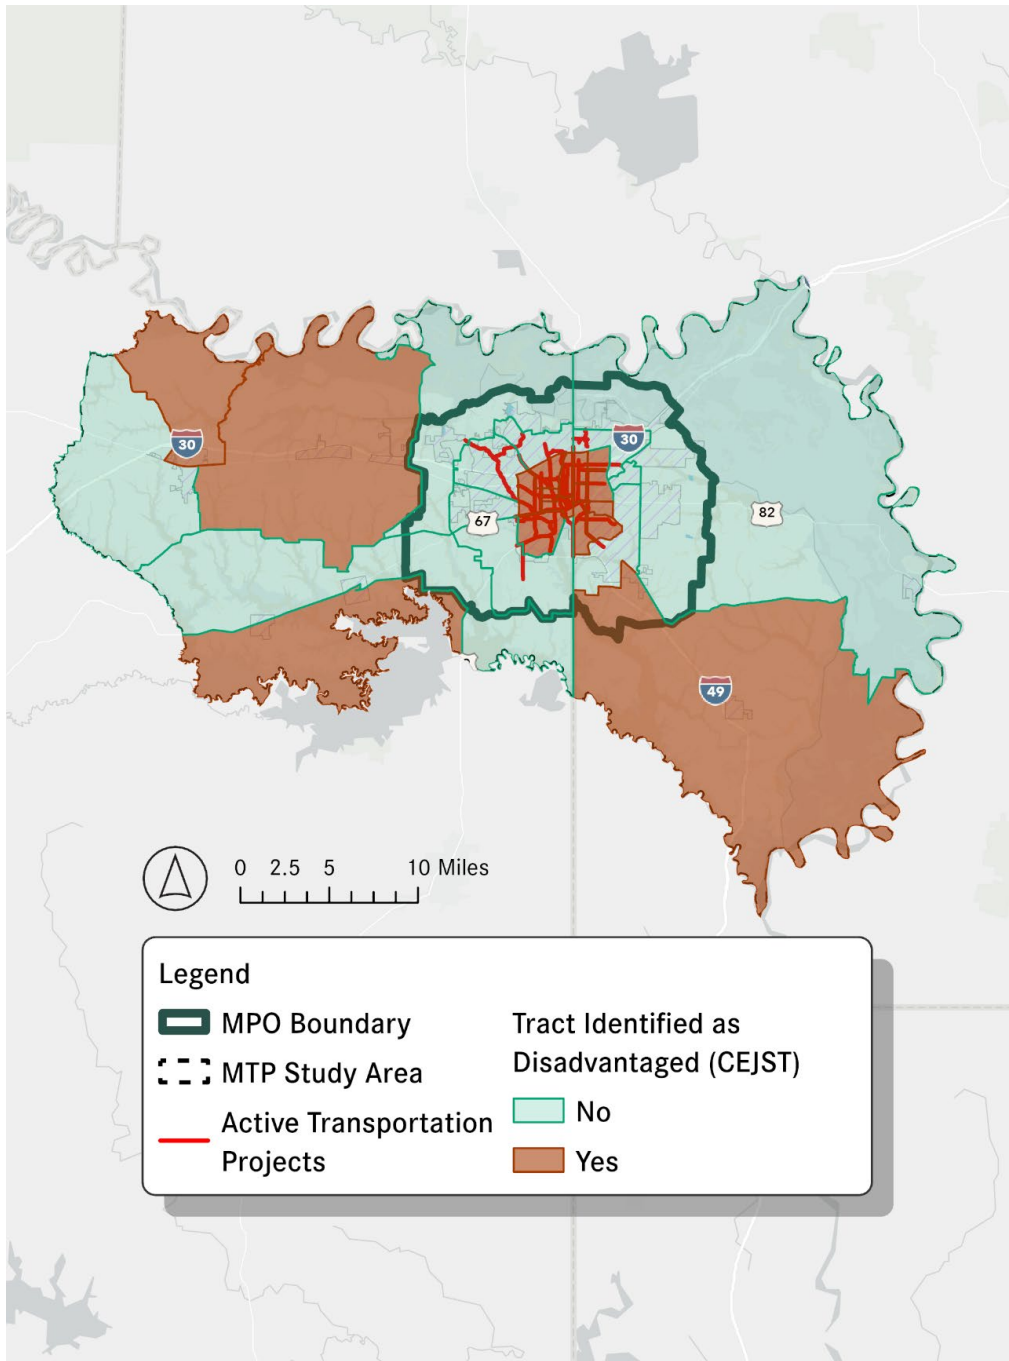 30
30
82
67
49
0 2.5 5 10 Miles
Legend
MPO Boundary
MTP Study Area
Active Transportation
Projects
Tract Identified as
Disadvantaged (CEJST)
No
Yes